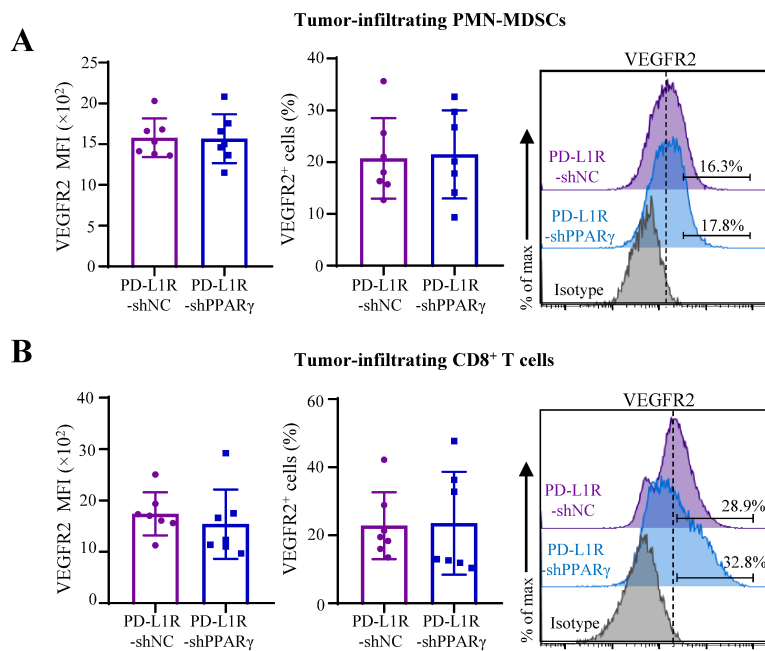 Tumor-infiltrating PMN-MDSCs
A
VEGFR2 MFI (×10²)
25
20
15
10
5
0
PD-L1R
-shNC
PD-L1R
-shPPARγ
VEGFR2⁺ cells (%)
40
30
20
10
0
PD-L1R
-shNC
PD-L1R
-shPPARγ
VEGFR2
% of max
PD-L1R
-shNC
16.3%
PD-L1R
-shPPARγ
17.8%
Isotype
B
Tumor-infiltrating CD8⁺ T cells
VEGFR2 MFI (×10²)
40
30
20
10
0
PD-L1R
-shNC
PD-L1R
-shPPARγ
VEGFR2⁺ cells (%)
60
40
20
0
PD-L1R
-shNC
PD-L1R
-shPPARγ
VEGFR2
% of max
PD-L1R
-shNC
28.9%
PD-L1R
-shPPARγ
32.8%
Isotype